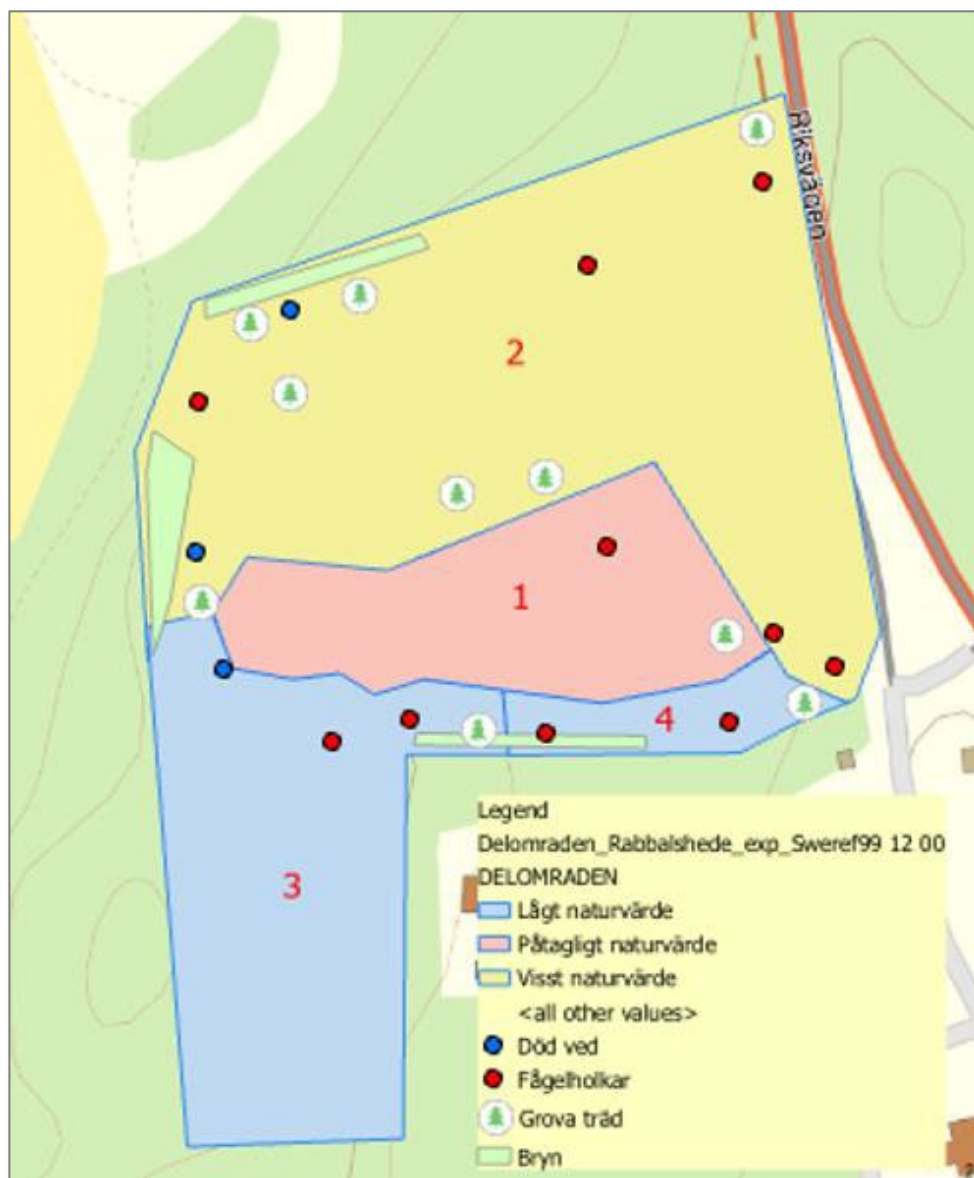 Riksvägen
2
1
4
3
Legend
Delomraden_Rabbalshede_exp_Sweref99 12 00
DELOMRADEN
Lågt naturvärde
Påtagligt naturvärde
Visst naturvärde
<all other values>
Död ved
Fågelholkar
Grova träd
Bryn